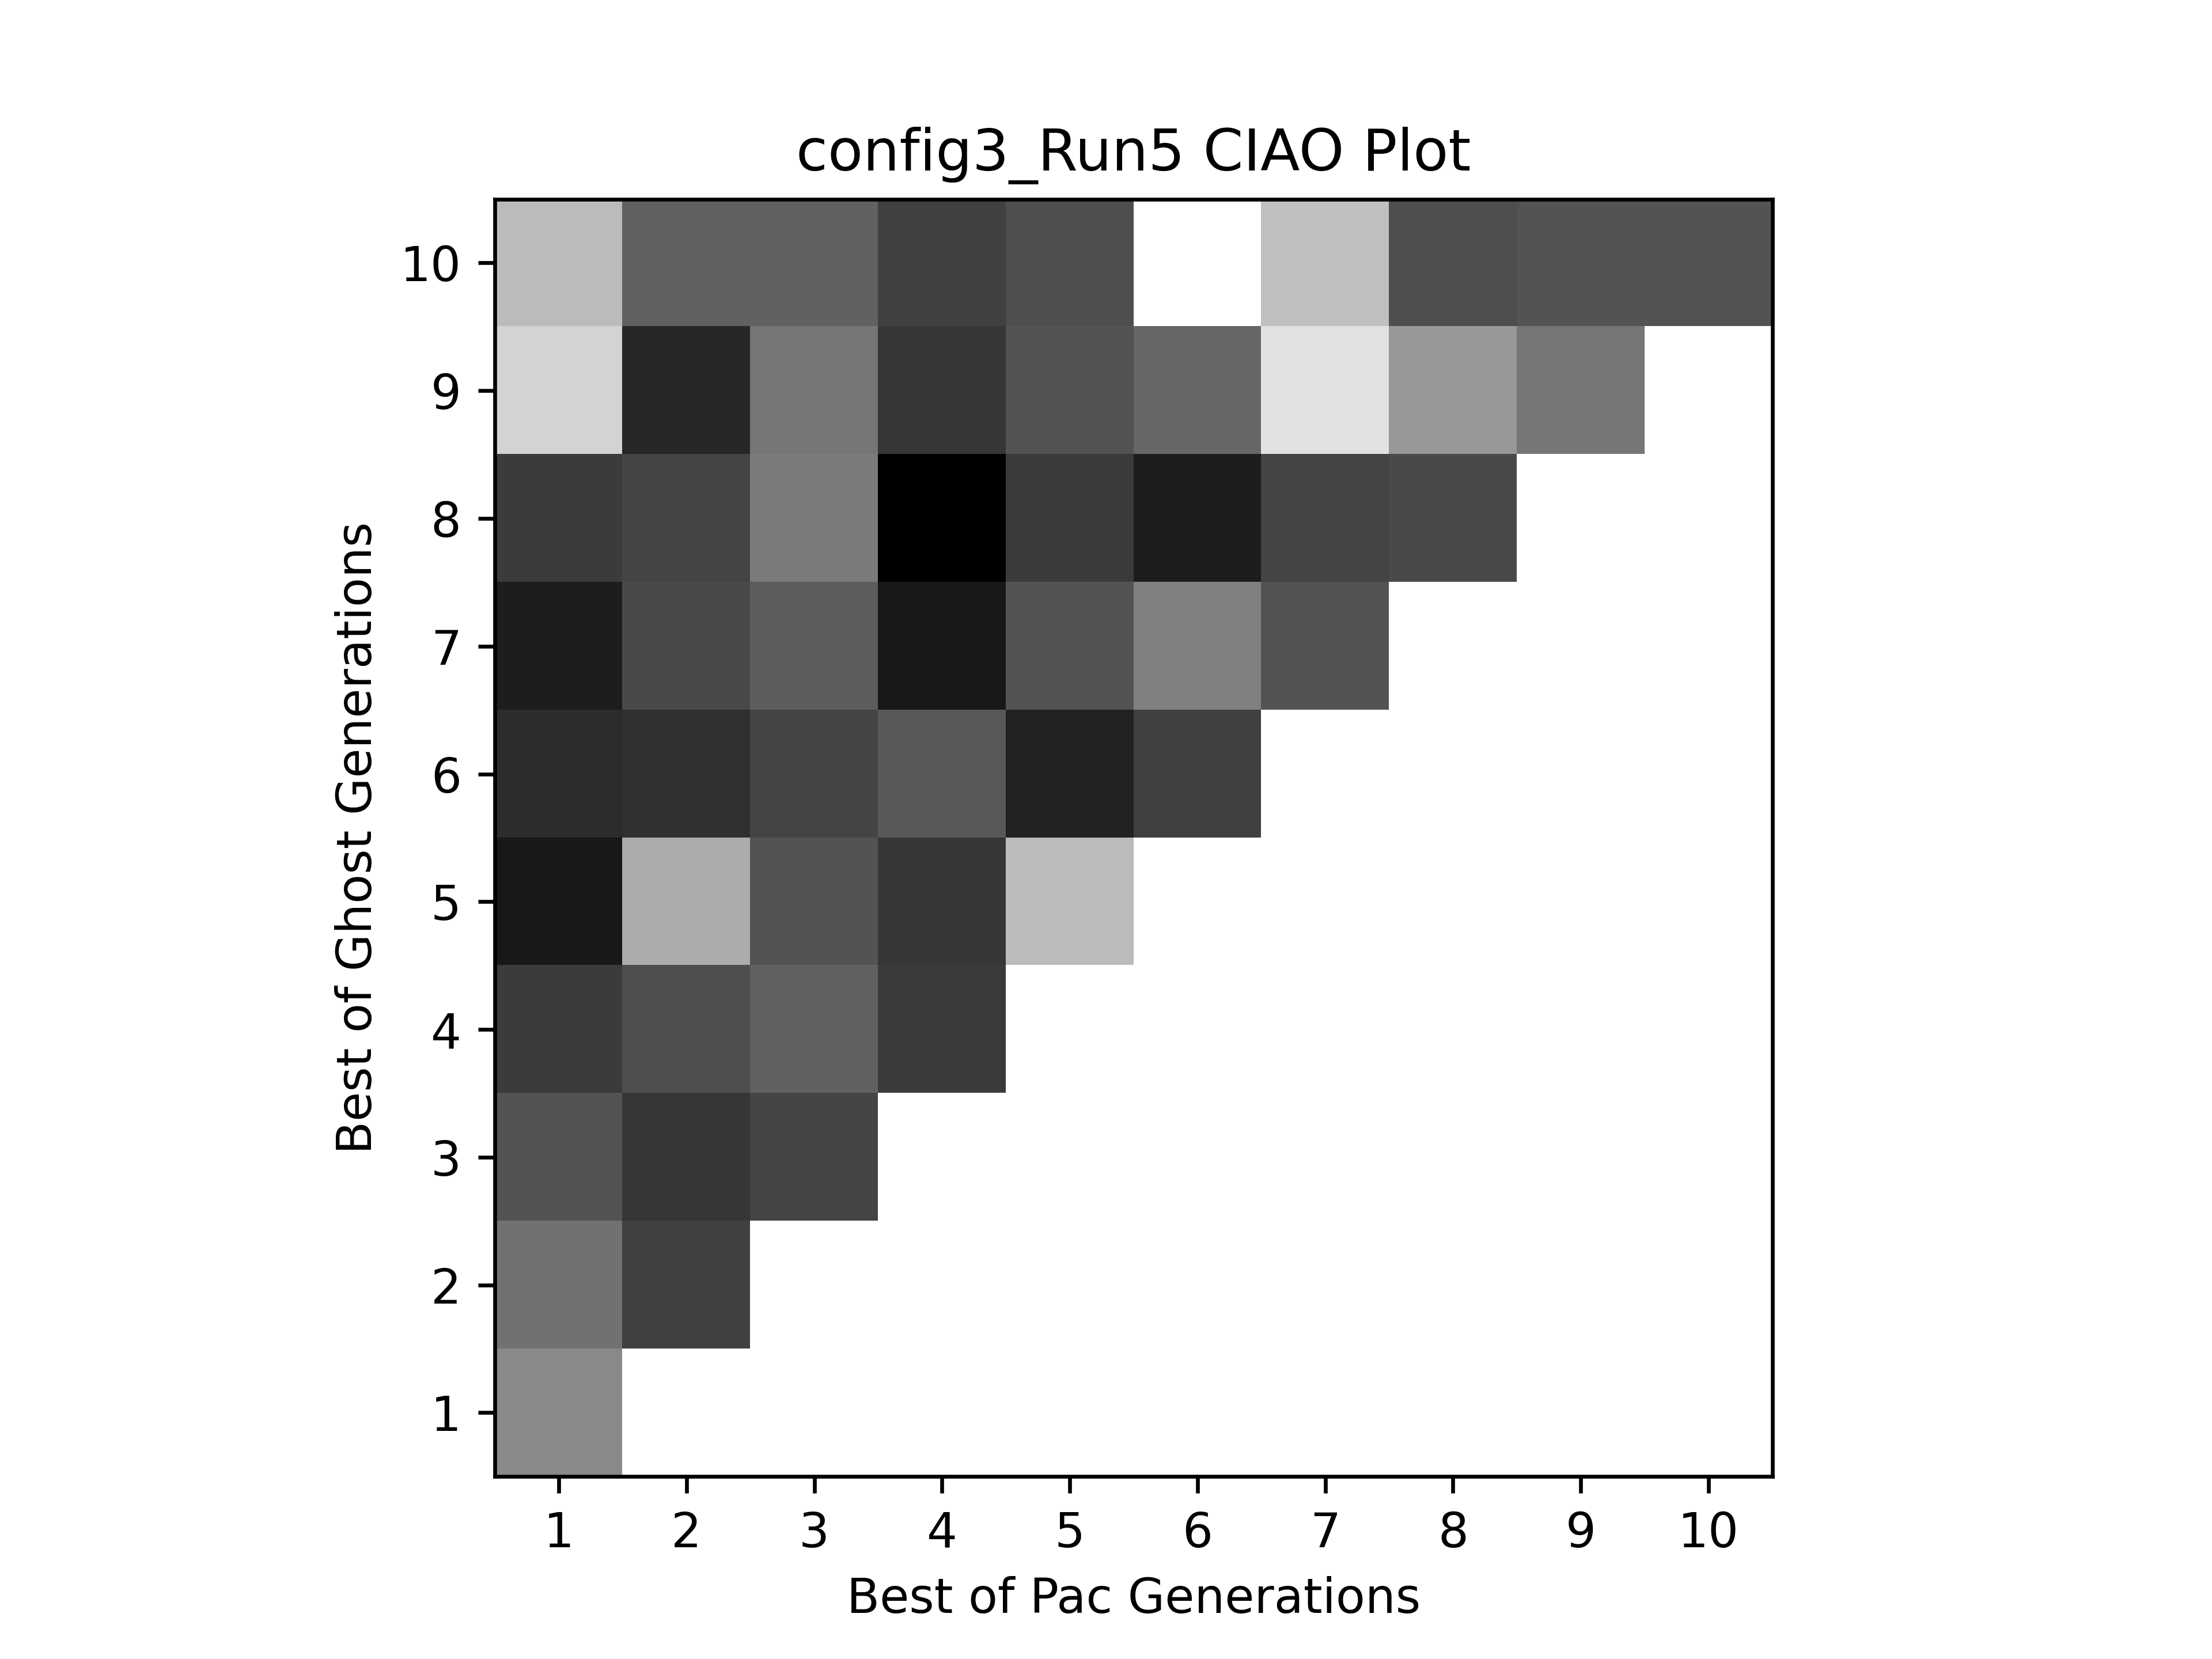 config3_Run5 CIAO Plot
Best of Ghost Generations
10
9
8
7
6
5
4
3
2
1
1 2 3 4 5 6 7 8 9 10
Best of Pac Generations